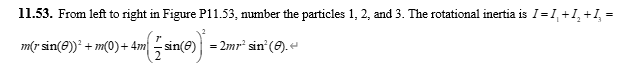 11.53. From left to right in Figure P11.53, number the particles 1, 2, and 3. The rotational inertia is I = I₁ + I₂ + I₃ =
m(r sin(θ))² + m(0) + 4m(r/2 sin(θ))² = 2mr² sin²(θ).↵